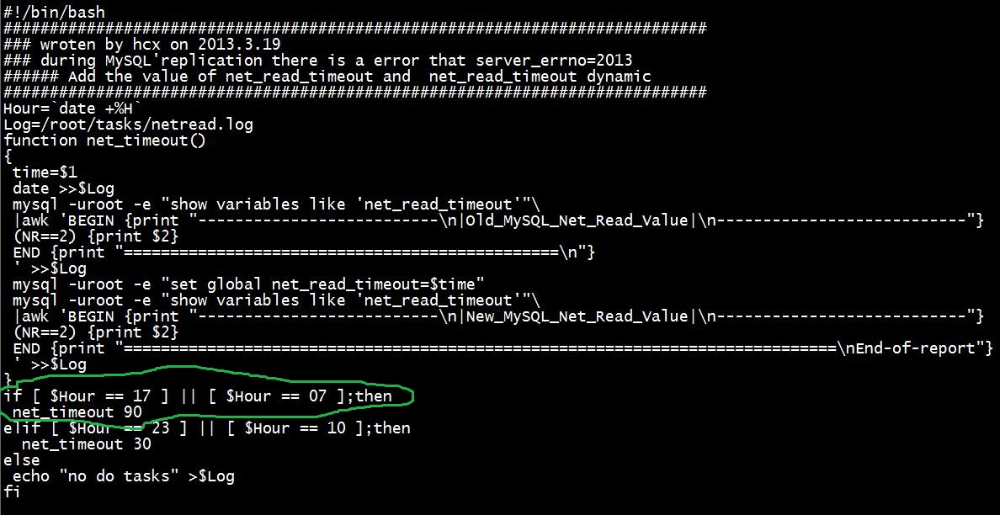 #!/bin/bash
############################################################################
### wroten by hcx on 2013.3.19
### during MySQL'replication there is a error that server_errno=2013
###### Add the value of net_read_timeout and  net_read_timeout dynamic
############################################################################
Hour=`date +%H`
Log=/root/tasks/netread.log
function net_timeout()
{
 time=$1
 date >>$Log
 mysql -uroot -e "show variables like 'net_read_timeout'"\
 |awk 'BEGIN {print "--------------------------\n|Old_MySQL_Net_Read_Value|\n---------------------------"}
 (NR==2) {print $2}
 END {print "===============================================\n"}
 ' >>$Log
 mysql -uroot -e "set global net_read_timeout=$time"
 mysql -uroot -e "show variables like 'net_read_timeout'"\
 |awk 'BEGIN {print "--------------------------\n|New_MySQL_Net_Read_Value|\n---------------------------"}
 (NR==2) {print $2}
 END {print "=============================================================================\nEnd-of-report"}
 ' >>$Log
}
if [ $Hour == 17 ] || [ $Hour == 07 ];then
 net_timeout 90
elif [ $Hour == 23 ] || [ $Hour == 10 ];then
  net_timeout 30
else
 echo "no do tasks" >$Log
fi